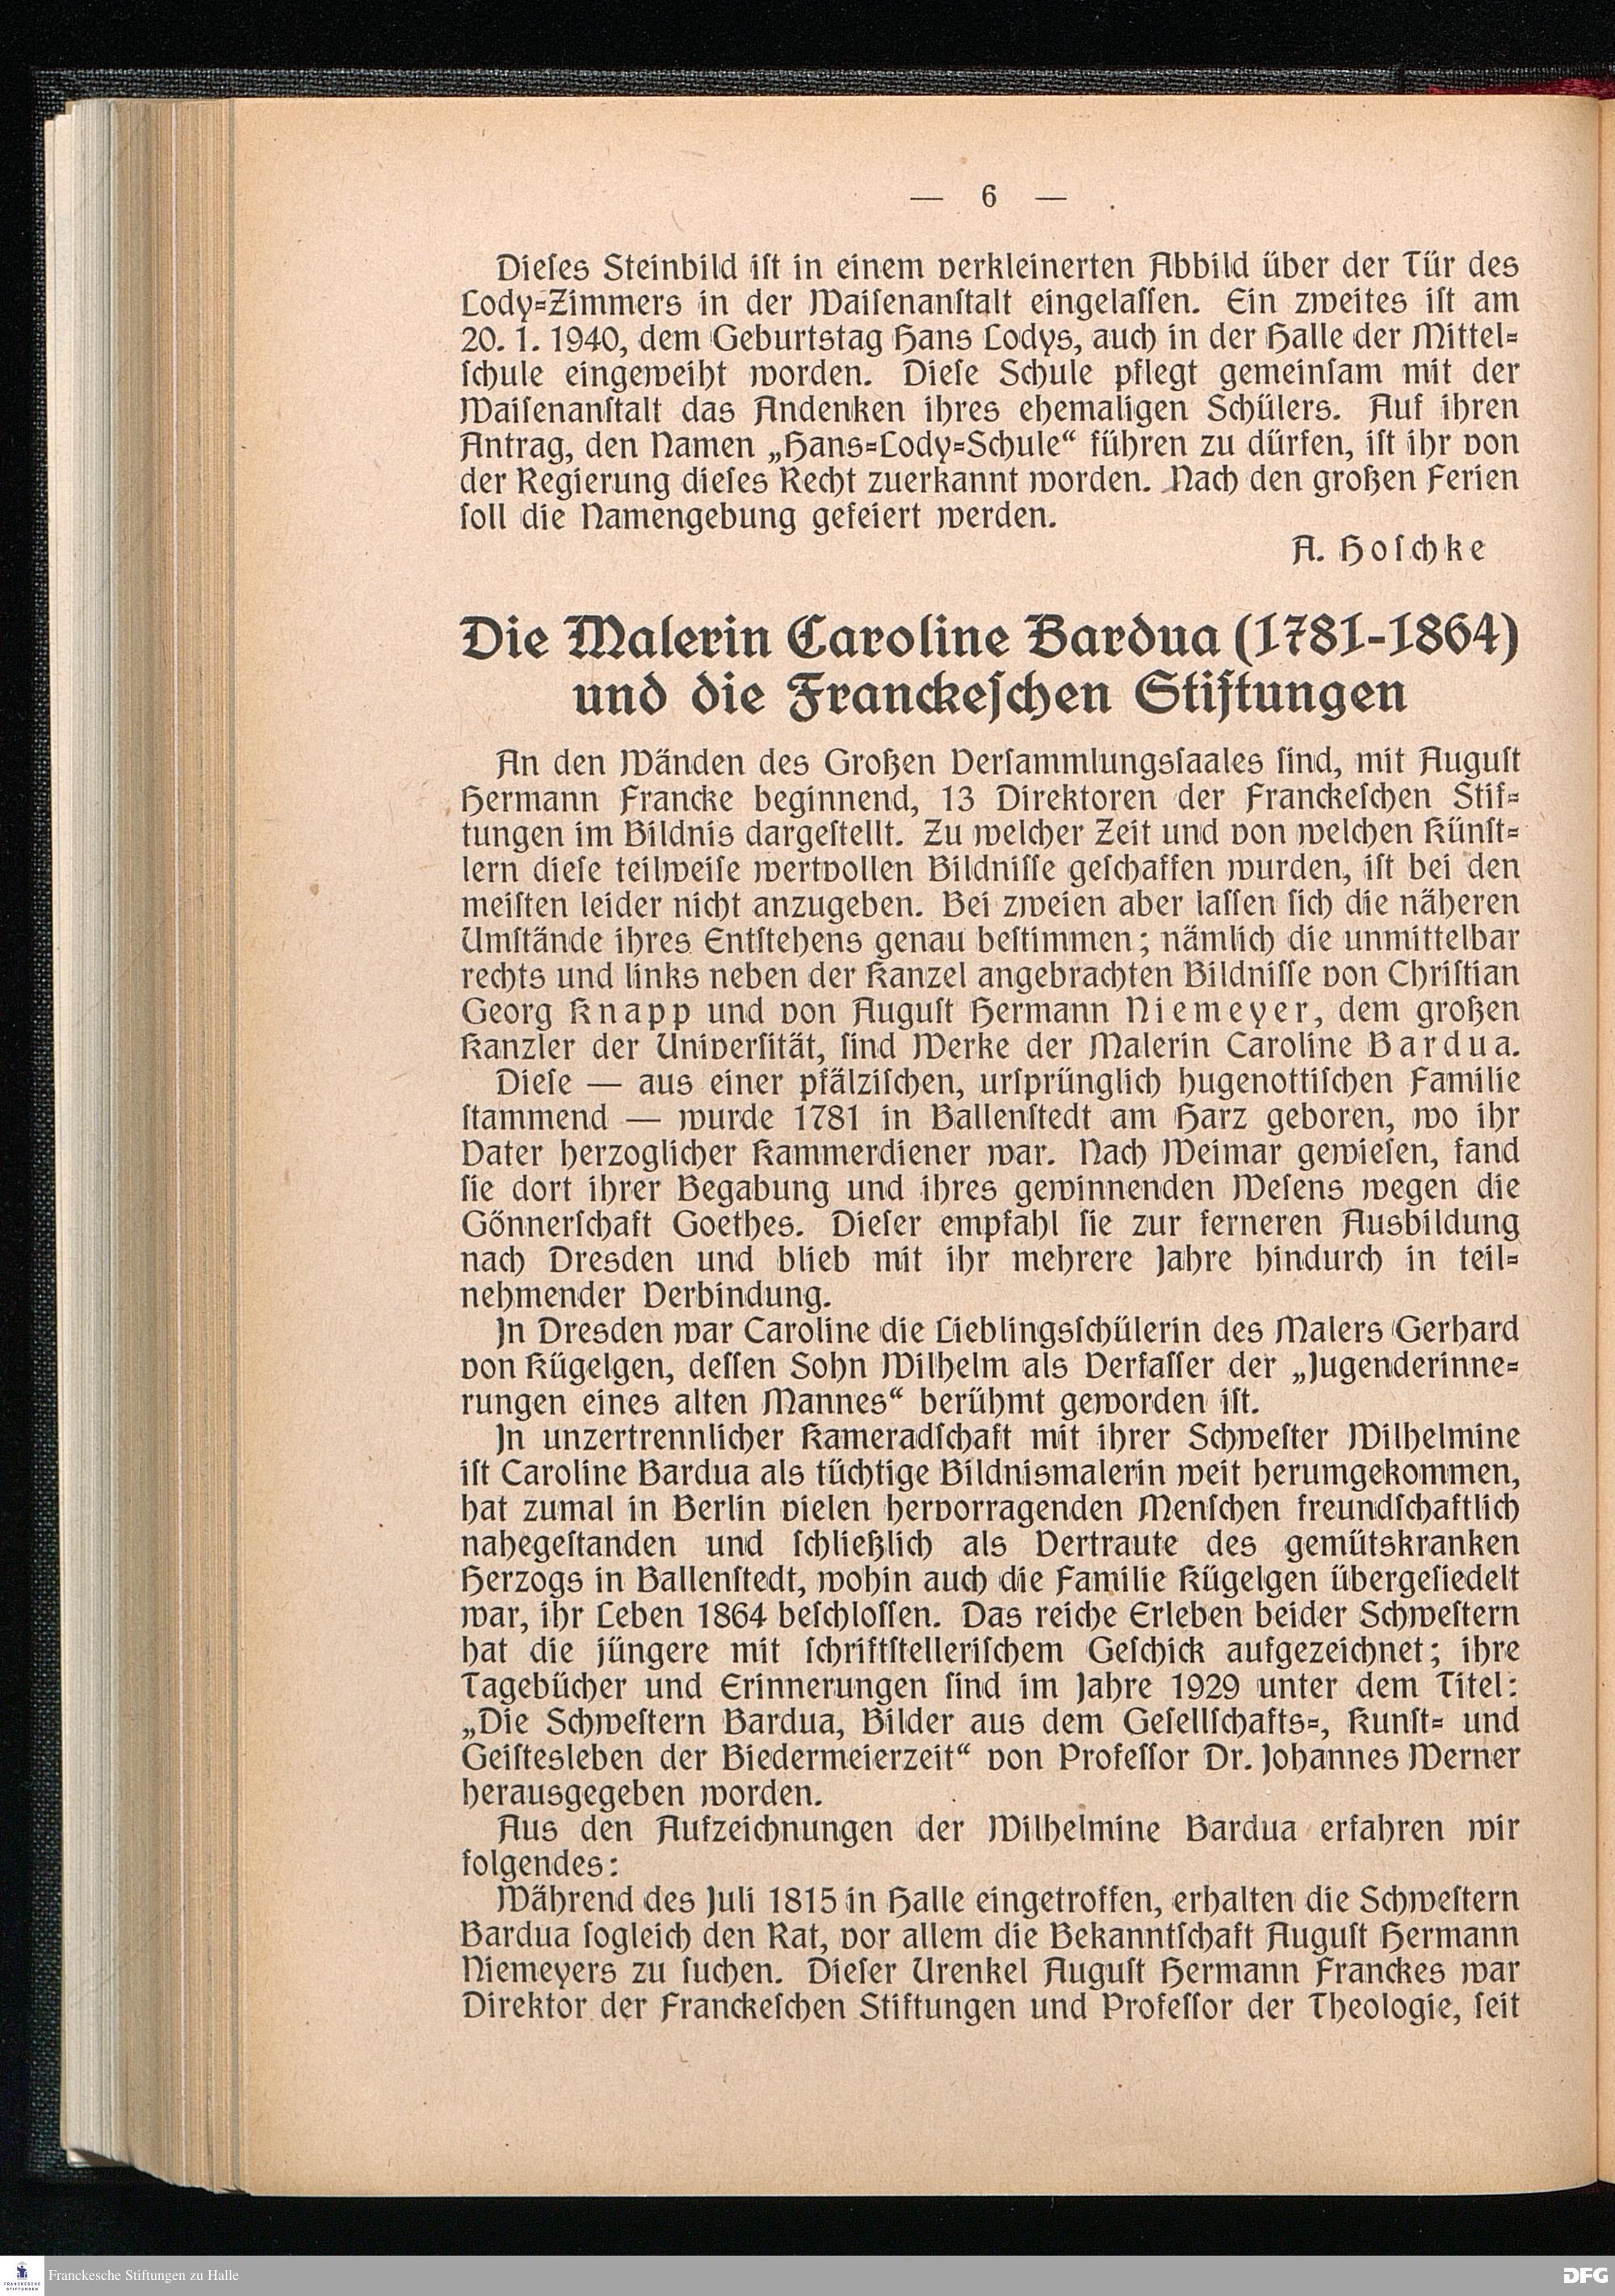 — 6 —
Dieſes Steinbild iſt in einem verkleinerten Abbild über der Tür des
Lody=Zimmers in der Waiſenanſtalt eingelaſſen. Ein zweites iſt am
20. 1. 1940, dem Geburtstag Hans Lodys, auch in der Halle der Mittel=
ſchule eingeweiht worden. Dieſe Schule pflegt gemeinſam mit der
Waiſenanſtalt das Andenken ihres ehemaligen Schülers. Auf ihren
Antrag, den Namen „Hans=Lody=Schule“ führen zu dürfen, iſt ihr von
der Regierung dieſes Recht zuerkannt worden. Nach den großen Ferien
ſoll die Namengebung gefeiert werden.
A. Hoſchke
Die Malerin Caroline Bardua (1781-1864)
und die Franckeſchen Stiftungen
An den Wänden des Großen Verſammlungsſaales ſind, mit Auguſt
Hermann Francke beginnend, 13 Direktoren der Franckeſchen Stif=
tungen im Bildnis dargeſtellt. Zu welcher Zeit und von welchen Künſt=
lern dieſe teilweiſe wertvollen Bildniſſe geſchaffen wurden, iſt bei den
meiſten leider nicht anzugeben. Bei zweien aber laſſen ſich die näheren
Umſtände ihres Entſtehens genau beſtimmen; nämlich die unmittelbar
rechts und links neben der Kanzel angebrachten Bildniſſe von Chriſtian
Georg Knapp und von Auguſt Hermann Niemeyer, dem großen
Kanzler der Univerſität, ſind Werke der Malerin Caroline Bardua.
Dieſe — aus einer pfälziſchen, urſprünglich hugenottiſchen Familie
ſtammend — wurde 1781 in Ballenſtedt am Harz geboren, wo ihr
Vater herzoglicher Kammerdiener war. Nach Weimar gewieſen, fand
ſie dort ihrer Begabung und ihres gewinnenden Weſens wegen die
Gönnerſchaft Goethes. Dieſer empfahl ſie zur ferneren Ausbildung
nach Dresden und blieb mit ihr mehrere Jahre hindurch in teil=
nehmender Verbindung.
In Dresden war Caroline die Lieblingsſchülerin des Malers Gerhard
von Kügelgen, deſſen Sohn Wilhelm als Verfaſſer der „Jugenderinne=
rungen eines alten Mannes“ berühmt geworden iſt.
In unzertrennlicher Kameradſchaft mit ihrer Schweſter Wilhelmine
iſt Caroline Bardua als tüchtige Bildnismalerin weit herumgekommen,
hat zumal in Berlin vielen hervorragenden Menſchen freundſchaftlich
nahegeſtanden und ſchließlich als Vertraute des gemütskranken
Herzogs in Ballenſtedt, wohin auch die Familie Kügelgen übergeſiedelt
war, ihr Leben 1864 beſchloſſen. Das reiche Erleben beider Schweſtern
hat die jüngere mit ſchriftſtelleriſchem Geſchick aufgezeichnet; ihre
Tagebücher und Erinnerungen ſind im Jahre 1929 unter dem Titel:
„Die Schweſtern Bardua, Bilder aus dem Geſellſchafts=, Kunſt= und
Geiſtesleben der Biedermeierzeit“ von Profeſſor Dr. Johannes Werner
herausgegeben worden.
Aus den Aufzeichnungen der Wilhelmine Bardua erfahren wir
folgendes:
Während des Juli 1815 in Halle eingetroffen, erhalten die Schweſtern
Bardua ſogleich den Rat, vor allem die Bekanntſchaft Auguſt Hermann
Niemeyers zu ſuchen. Dieſer Urenkel Auguſt Hermann Franckes war
Direktor der Franckeſchen Stiftungen und Profeſſor der Theologie, ſeit
FRANCKESCHE
STIFTUNGEN
Franckesche Stiftungen zu Halle
DFG